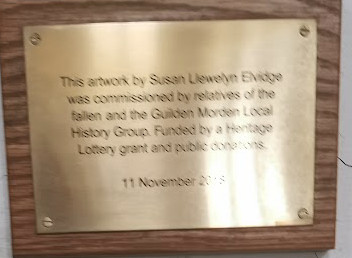 This artwork by Susan Llewelyn Elvidge
was commissioned by relatives of the
fallen and the Guilden Morden Local
History Group. Funded by a Heritage
Lottery grant and public donations.
11 November